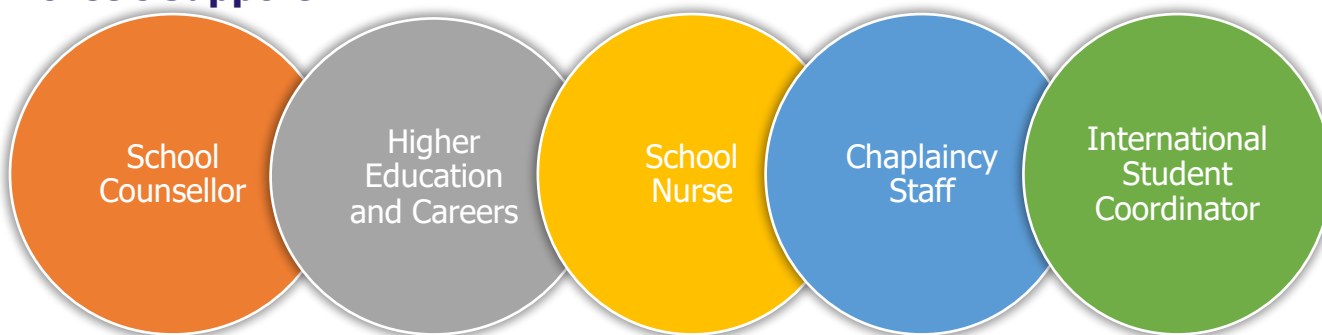 School
Counsellor
Higher
Education
and Careers
School
Nurse
Chaplaincy
Staff
International
Student
Coordinator